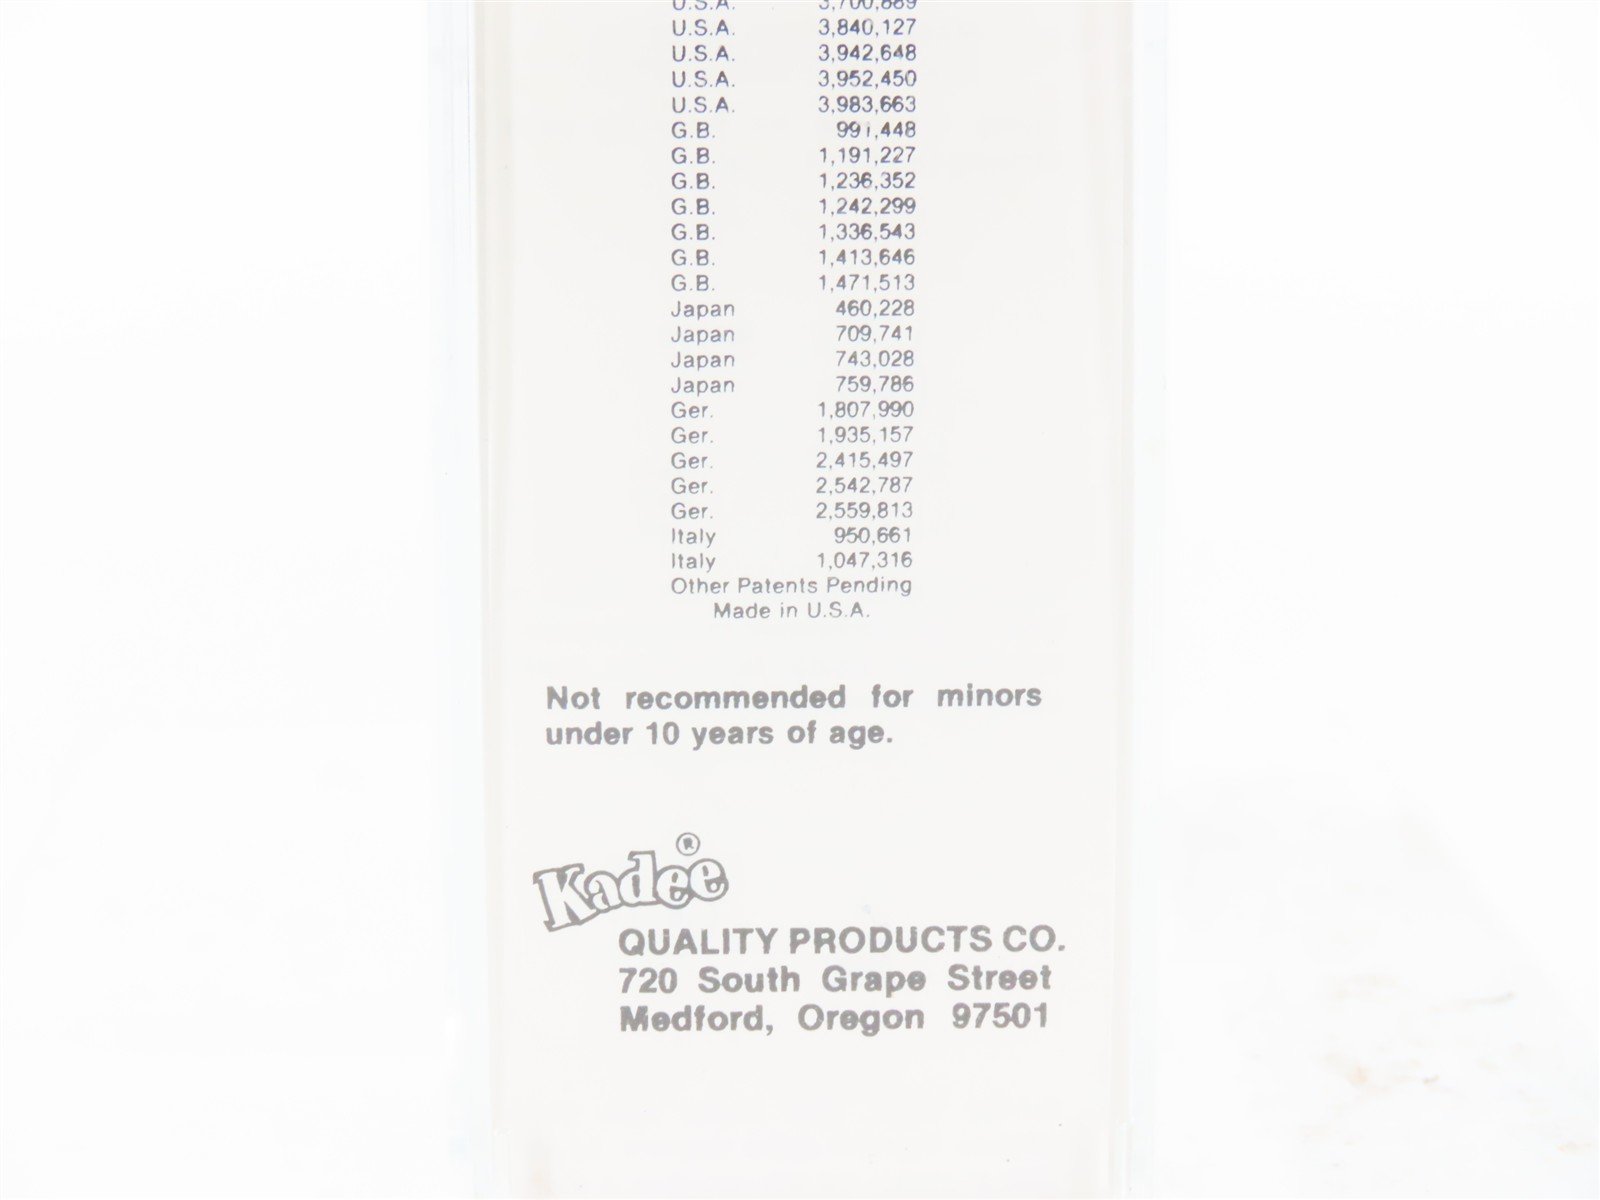 U.S.A. 3,700,889
U.S.A. 3,840,127
U.S.A. 3,942,648
U.S.A. 3,952,450
U.S.A. 3,983,663
G.B. 991,448
G.B. 1,191,227
G.B. 1,236,352
G.B. 1,242,299
G.B. 1,336,543
G.B. 1,413,646
G.B. 1,471,513
Japan 460,228
Japan 709,741
Japan 743,028
Japan 759,786
Ger. 1,807,990
Ger. 1,935,157
Ger. 2,415,497
Ger. 2,542,787
Ger. 2,559,813
Italy 950,661
Italy 1,047,316
Other Patents Pending
Made in U.S.A.
Not recommended for minors
under 10 years of age.
Kadee ®
QUALITY PRODUCTS CO.
720 South Grape Street
Medford, Oregon 97501